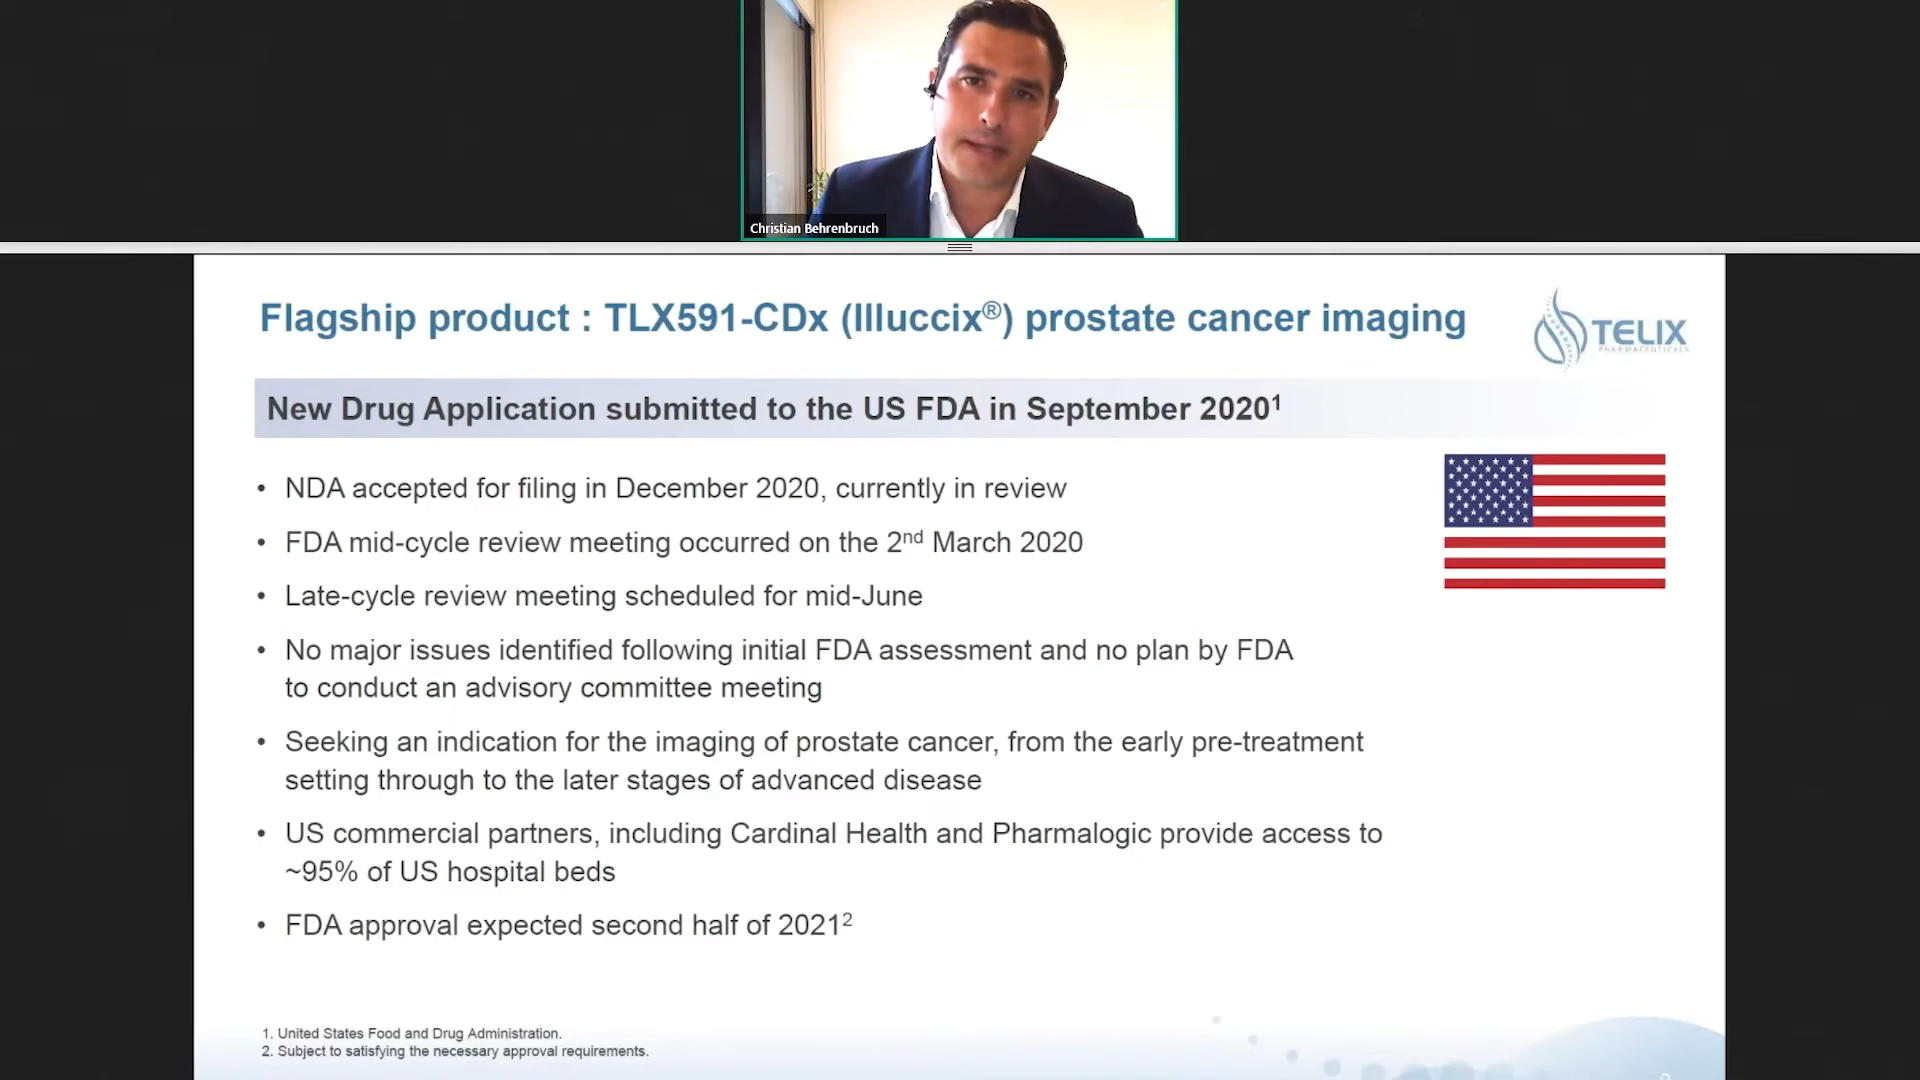 Christian Behrenbruch
Flagship product : TLX591-CDx (Illuccix®) prostate cancer imaging
TELIX
PHARMACEUTICALS
New Drug Application submitted to the US FDA in September 2020¹
• NDA accepted for filing in December 2020, currently in review
• FDA mid-cycle review meeting occurred on the 2nd March 2020
• Late-cycle review meeting scheduled for mid-June
• No major issues identified following initial FDA assessment and no plan by FDA
to conduct an advisory committee meeting
• Seeking an indication for the imaging of prostate cancer, from the early pre-treatment
setting through to the later stages of advanced disease
• US commercial partners, including Cardinal Health and Pharmalogic provide access to
~95% of US hospital beds
• FDA approval expected second half of 2021²
1. United States Food and Drug Administration.
2. Subject to satisfying the necessary approval requirements.